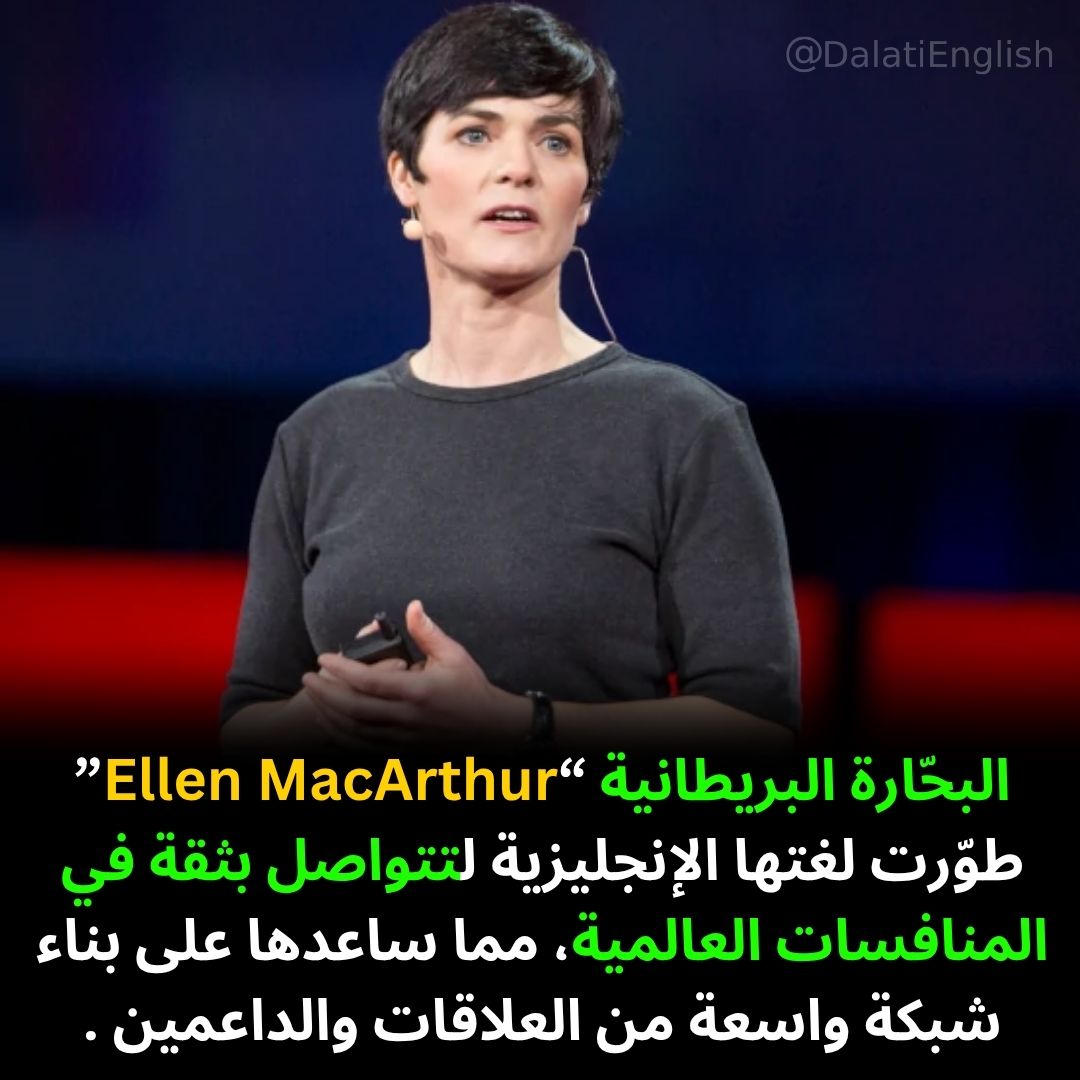 @DalatiEnglish
البحّارة البريطانية “Ellen MacArthur”
طوّرت لغتها الإنجليزية لتتواصل بثقة في
المنافسات العالمية، مما ساعدها على بناء
شبكة واسعة من العلاقات والداعمين .